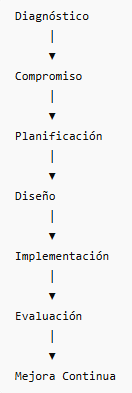 Diagnóstico
Compromiso
Planificación
Diseño
Implementación
Evaluación
Mejora Continua